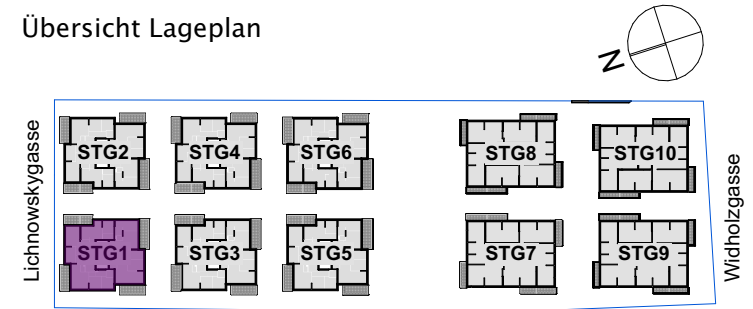 Übersicht Lageplan
N
Lichnowskygasse
STG2 STG4 STG6 STG8 STG10
STG1 STG3 STG5 STG7 STG9
Widholzgasse